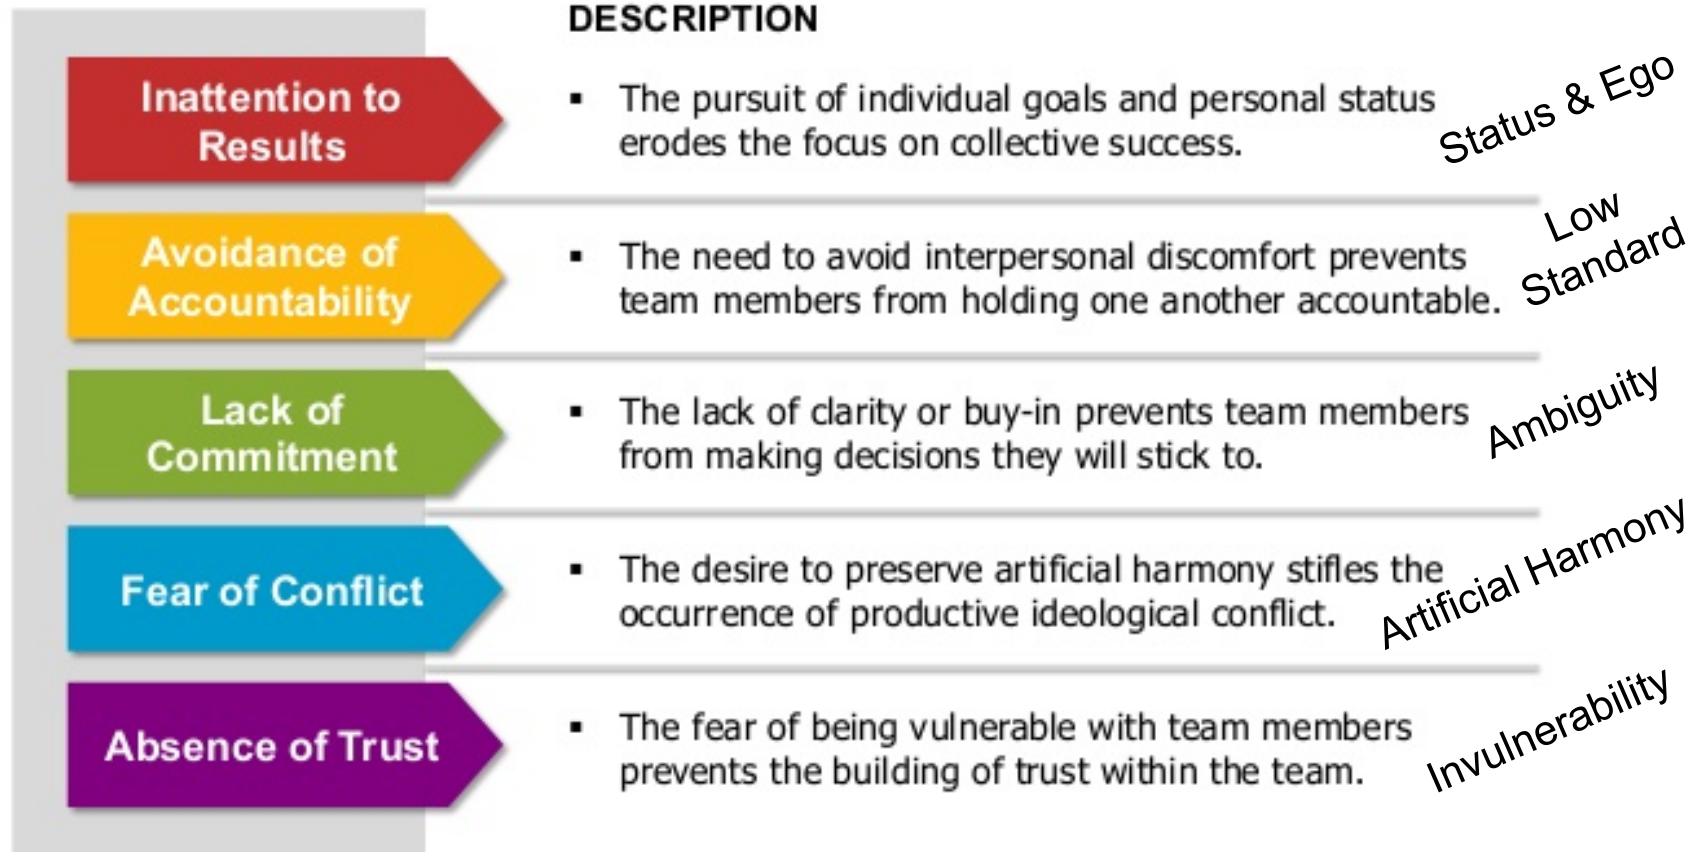 DESCRIPTION
Inattention to
Results
▪ The pursuit of individual goals and personal status
erodes the focus on collective success.
Status & Ego
Avoidance of
Accountability
▪ The need to avoid interpersonal discomfort prevents
team members from holding one another accountable.
Low
Standard
Lack of
Commitment
▪ The lack of clarity or buy-in prevents team members
from making decisions they will stick to.
Ambiguity
Fear of Conflict
▪ The desire to preserve artificial harmony stifles the
occurrence of productive ideological conflict.
Artificial Harmony
Absence of Trust
▪ The fear of being vulnerable with team members
prevents the building of trust within the team.
Invulnerability